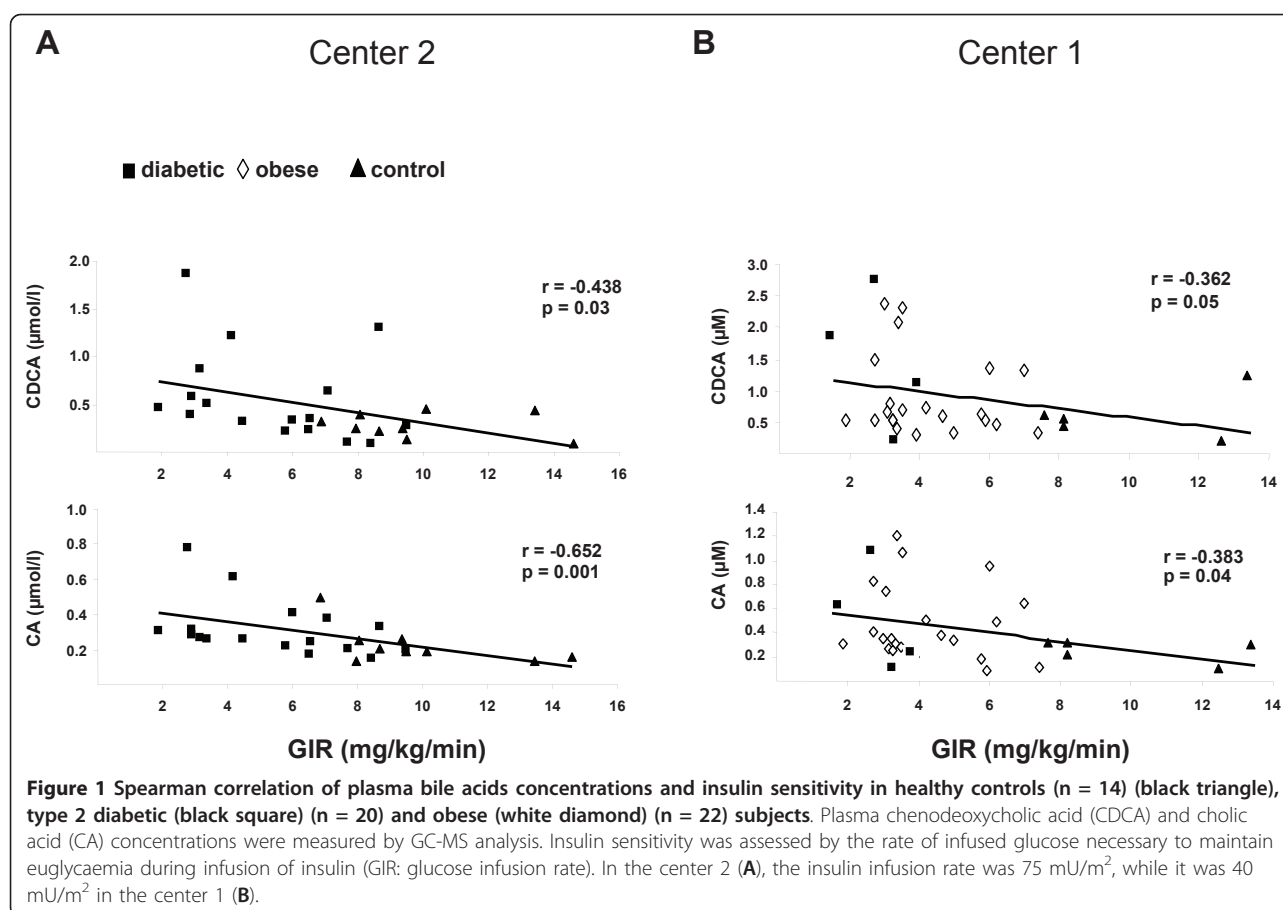 A
Center 2
B
Center 1
■ diabetic ◇ obese ▲ control
CDCA (µmol/l)
2.0
1.5
1.0
0.5
r = -0.438
p = 0.03
2 4 6 8 10 12 14 16
CA (µmol/l)
1.0
0.8
0.6
0.4
0.2
r = -0.652
p = 0.001
2 4 6 8 10 12 14 16
GIR (mg/kg/min)
CDCA (µM)
3.0
2.5
2.0
1.5
1.0
0.5
r = -0.362
p = 0.05
2 4 6 8 10 12 14
CA (µM)
1.4
1.2
1.0
0.8
0.6
0.4
0.2
r = -0.383
p = 0.04
2 4 6 8 10 12 14
GIR (mg/kg/min)
Figure 1 Spearman correlation of plasma bile acids concentrations and insulin sensitivity in healthy controls (n = 14) (black triangle),
type 2 diabetic (black square) (n = 20) and obese (white diamond) (n = 22) subjects. Plasma chenodeoxycholic acid (CDCA) and cholic
acid (CA) concentrations were measured by GC-MS analysis. Insulin sensitivity was assessed by the rate of infused glucose necessary to maintain
euglycaemia during infusion of insulin (GIR: glucose infusion rate). In the center 2 (A), the insulin infusion rate was 75 mU/m², while it was 40
mU/m² in the center 1 (B).